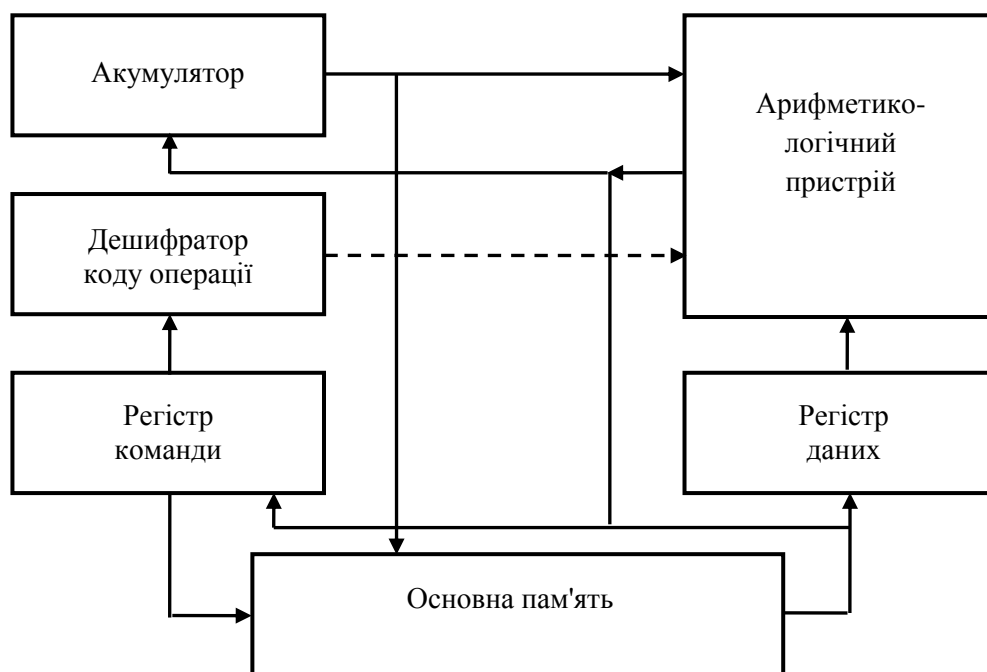 Акумулятор
Арифметико-
логічний
пристрій
Дешифратор
коду операції
Регістр
команди
Регістр
даних
Основна пам'ять